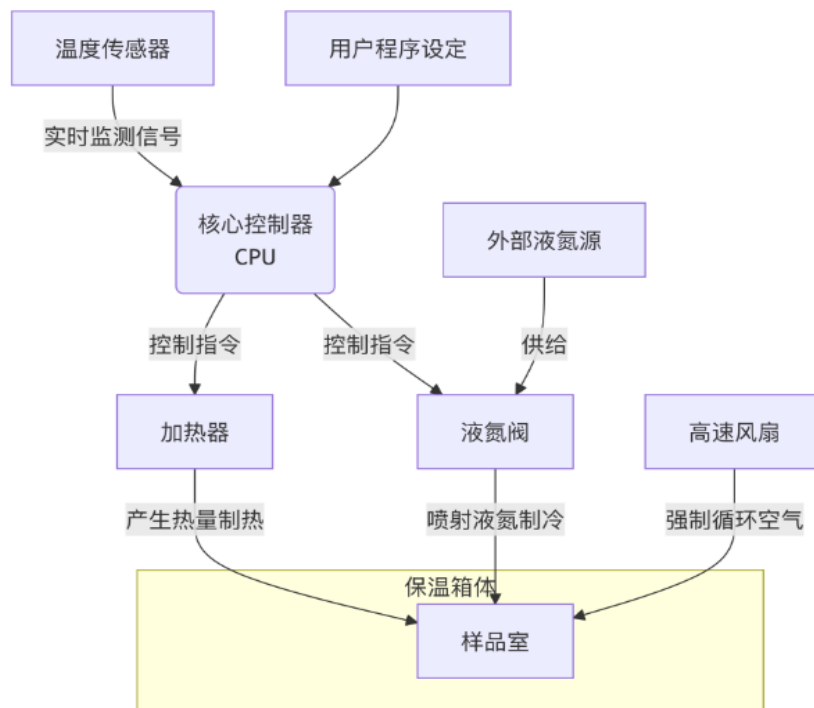 温度传感器
用户程序设定
实时监测信号
核心控制器
CPU
外部液氮源
控制指令
控制指令
供给
加热器
液氮阀
高速风扇
产生热量制热
喷射液氮制冷
强制循环空气
保温箱体
样品室